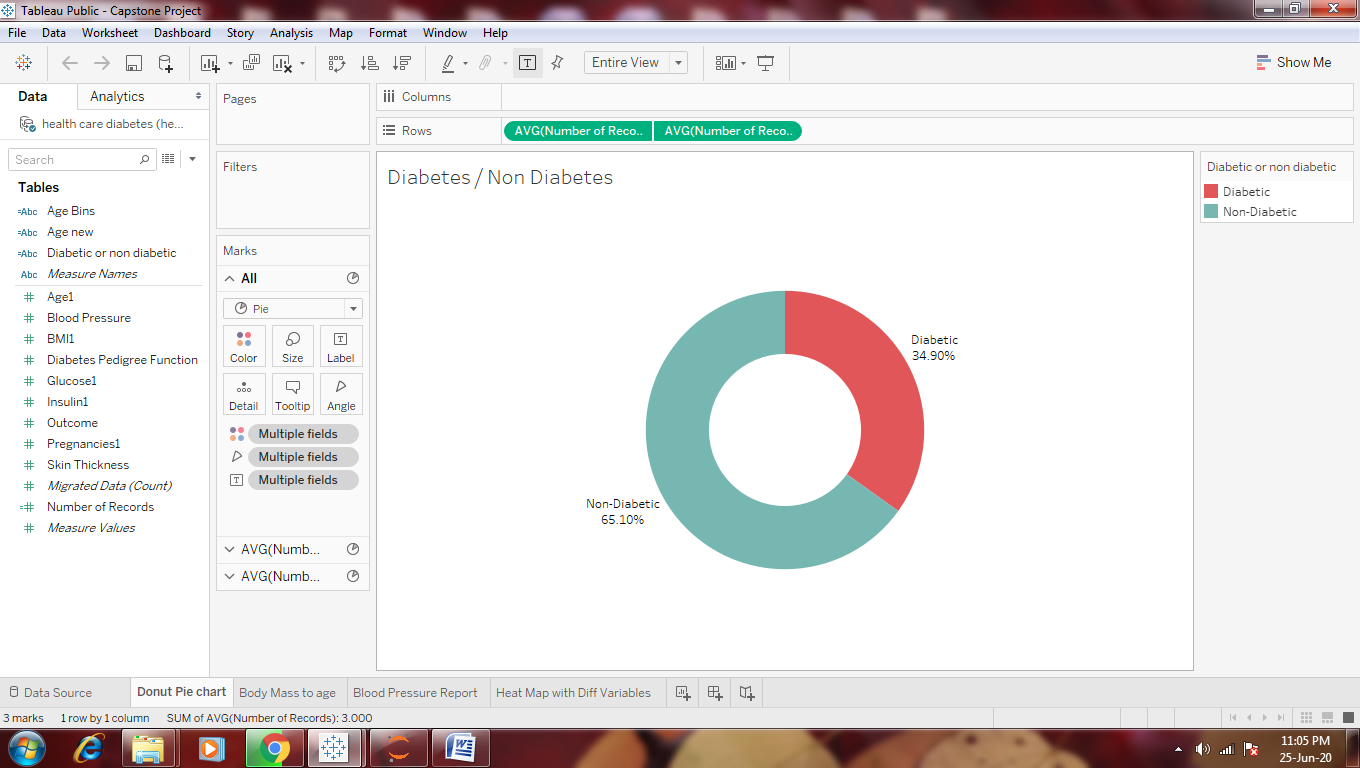 Tableau Public - Capstone Project
File Data Worksheet Dashboard Story Analysis Map Format Window Help
Entire View
Show Me
Data Analytics
health care diabetes (he...
Search
Tables
=Abc Age Bins
=Abc Age new
=Abc Diabetic or non diabetic
Abc Measure Names
# Age1
# Blood Pressure
# BMI1
# Diabetes Pedigree Function
# Glucose1
# Insulin1
# Outcome
# Pregnancies1
# Skin Thickness
# Migrated Data (Count)
=# Number of Records
# Measure Values
Pages
Filters
Marks
All
Pie
Color Size T Label
Detail Tooltip Angle
Multiple fields
Multiple fields
T Multiple fields
AVG(Numb...
AVG(Numb...
Columns
Rows AVG(Number of Reco.. AVG(Number of Reco..
Diabetes / Non Diabetes
Diabetic
34.90%
Non-Diabetic
65.10%
Diabetic or non diabetic
Diabetic
Non-Diabetic
Data Source Donut Pie chart Body Mass to age Blood Pressure Report Heat Map with Diff Variables
3 marks 1 row by 1 column SUM of AVG(Number of Records): 3.000
11:05 PM
25-Jun-20